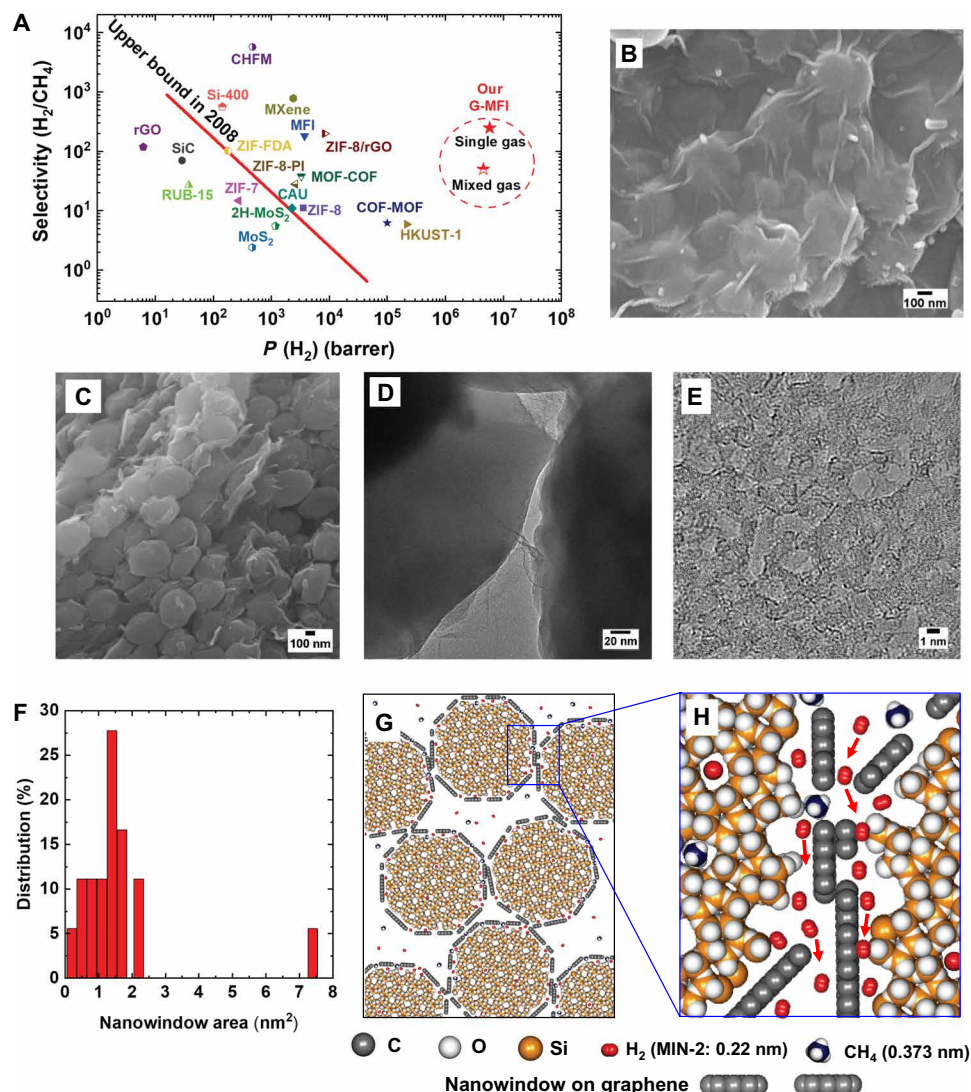 A
Selectivity (H2/CH4)
10^4
10^3
10^2
10^1
10^0
10^0 10^1 10^2 10^3 10^4 10^5 10^6 10^7 10^8
P (H2) (barrer)
Upper bound in 2008
CHFM
Si-400
MXene
MFI
rGO
SiC
ZIF-FDA
ZIF-8/rGO
ZIF-8-PI
MOF-COF
RUB-15
ZIF-7
CAU
ZIF-8
2H-MoS2
MoS2
COF-MOF
HKUST-1
Our
G-MFI
Single gas
Mixed gas
B
100 nm
C
100 nm
D
20 nm
E
1 nm
F
Distribution (%)
30
25
20
15
10
5
0
0 1 2 3 4 5 6 7 8
Nanowindow area (nm²)
G
H
C O Si H2 (MIN-2: 0.22 nm) CH4 (0.373 nm)
Nanowindow on graphene